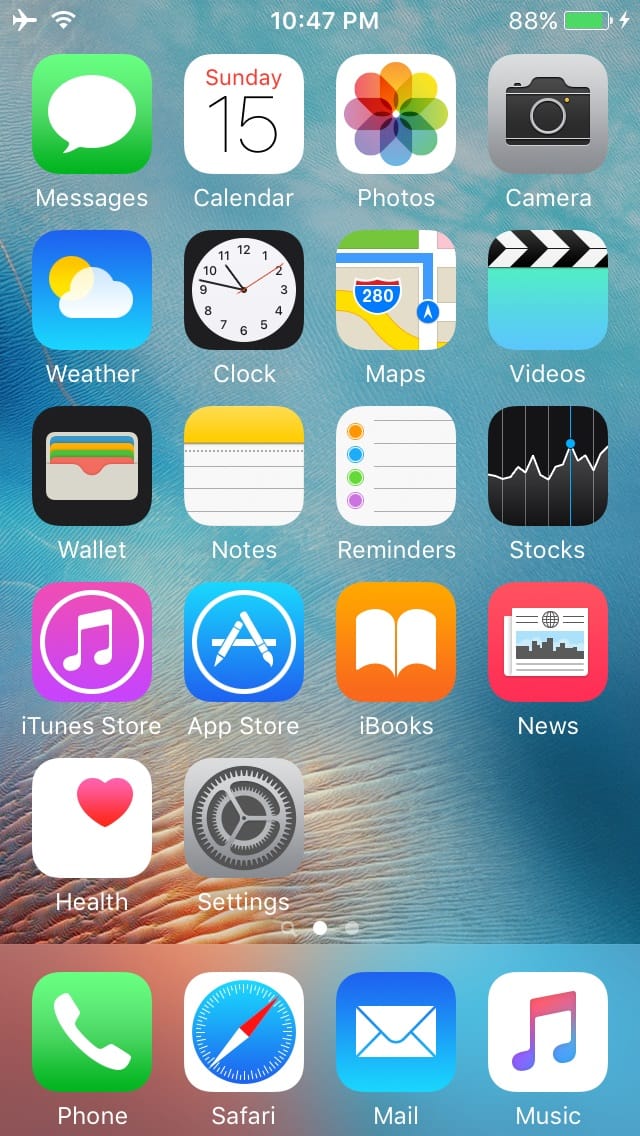 10:47 PM 88%
Sunday
15
Messages Calendar Photos Camera
12
11 1
10 2
9 3
8 4
7 5
6
280
Weather Clock Maps Videos
Wallet Notes Reminders Stocks
iTunes Store App Store iBooks News
Health Settings
Phone Safari Mail Music